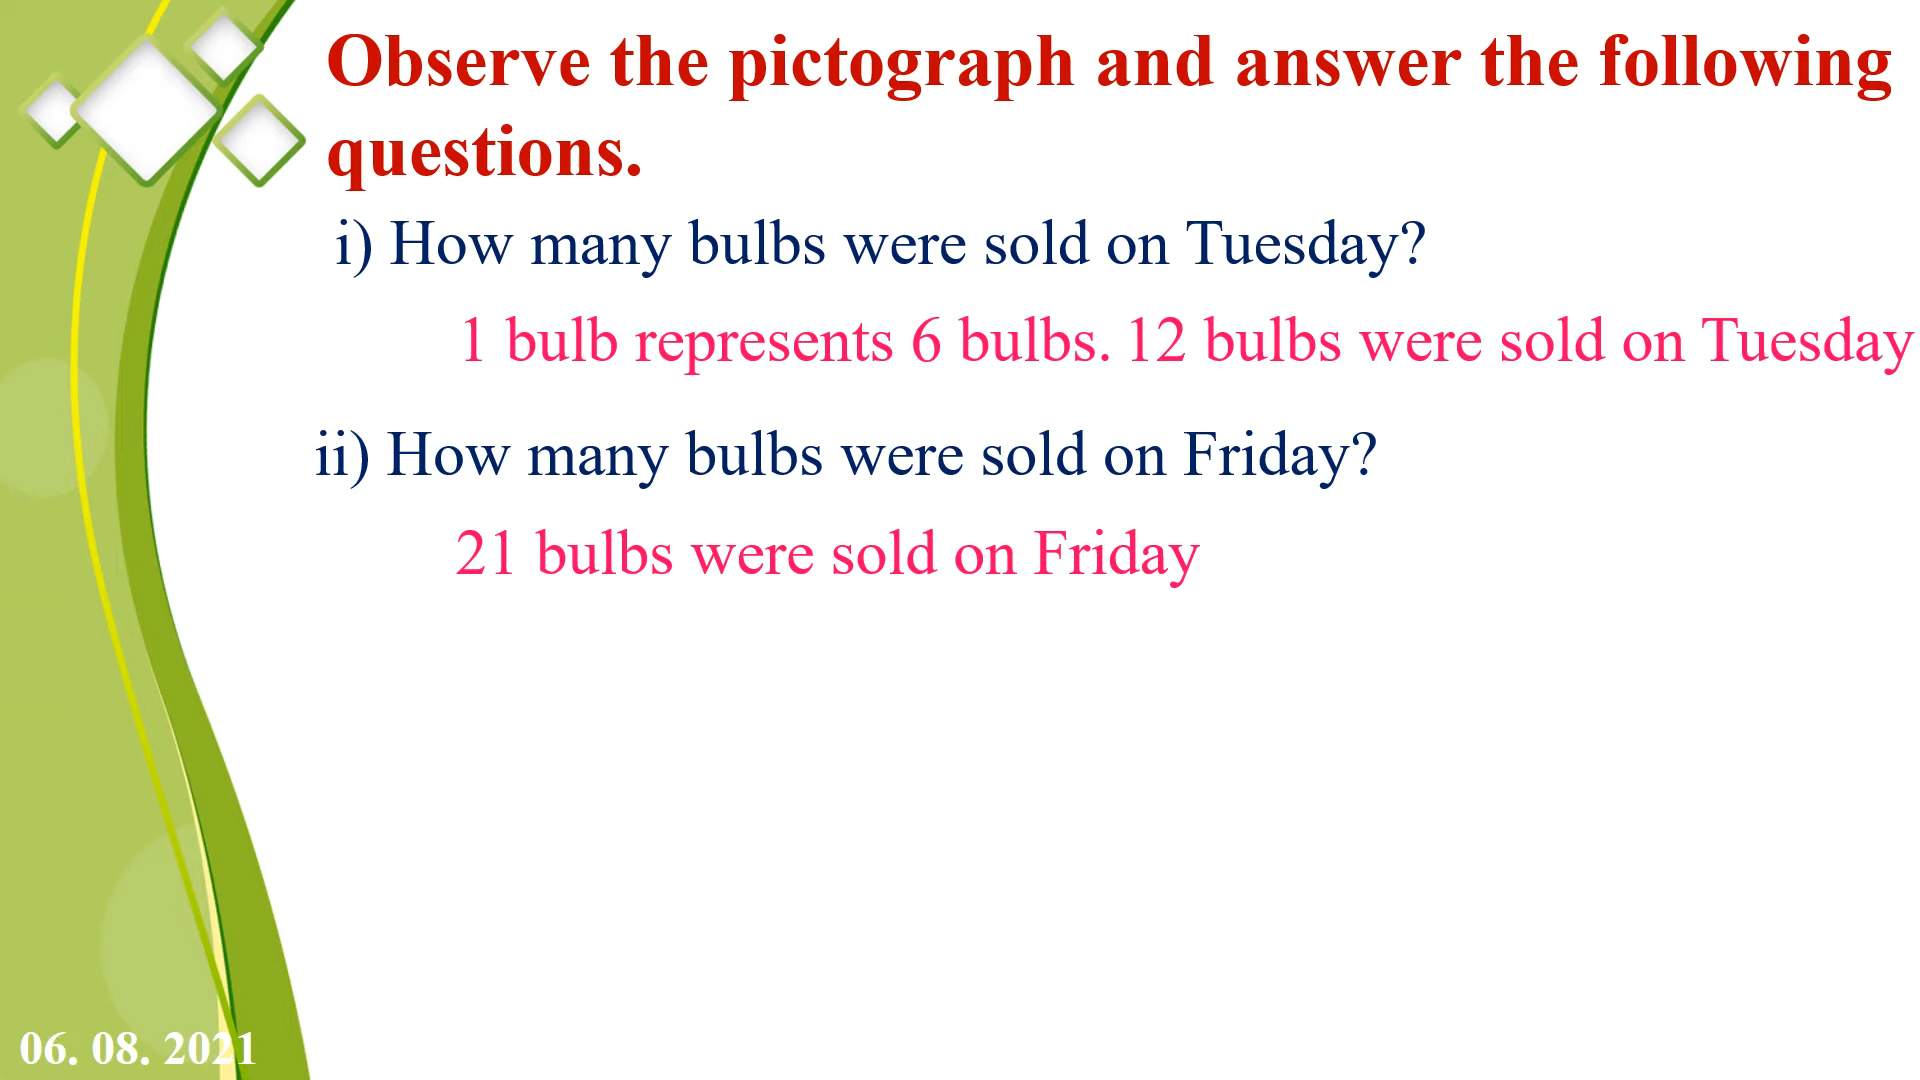 Observe the pictograph and answer the following
questions.
i) How many bulbs were sold on Tuesday?
1 bulb represents 6 bulbs. 12 bulbs were sold on Tuesday
ii) How many bulbs were sold on Friday?
21 bulbs were sold on Friday
06. 08. 2021